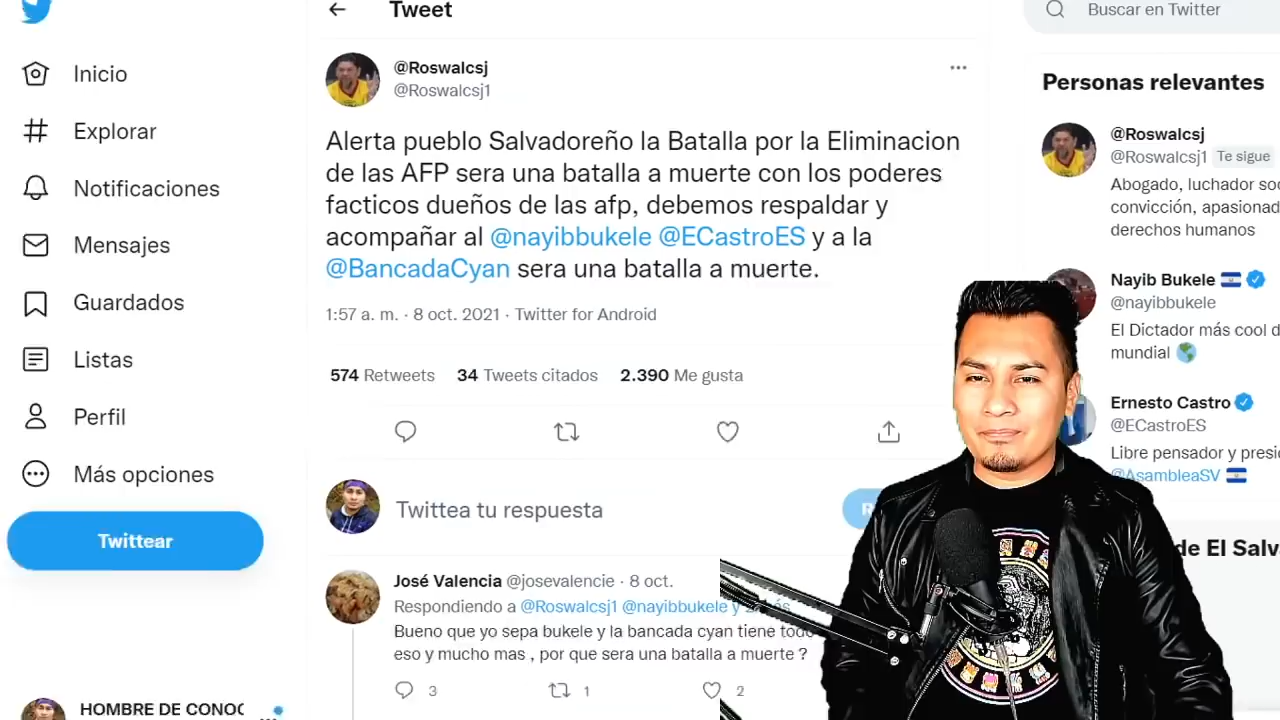 Tweet
Buscar en Twitter
Inicio
Explorar
Notificaciones
Mensajes
Guardados
Listas
Perfil
Más opciones
Twittear
HOMBRE DE CONOC
@Roswalcsj
@Roswalcsj1
Alerta pueblo Salvadoreño la Batalla por la Eliminacion
de las AFP sera una batalla a muerte con los poderes
facticos dueños de las afp, debemos respaldar y
acompañar al @nayibbukele @ECastroES y a la
@BancadaCyan sera una batalla a muerte.
1:57 a. m. · 8 oct. 2021 · Twitter for Android
574 Retweets 34 Tweets citados 2.390 Me gusta
Twittea tu respuesta
José Valencia @josevalencie · 8 oct.
Respondiendo a @Roswalcsj1 @nayibbukele y
Bueno que yo sepa bukele y la bancada cyan tiene todo
eso y mucho mas , por que sera una batalla a muerte ?
3 1 2
Personas relevantes
@Roswalcsj
@Roswalcsj1 Te sigue
Abogado, luchador so
convicción, apasionad
derechos humanos
Nayib Bukele
@nayibbukele
El Dictador más cool d
mundial
Ernesto Castro
@ECastroES
Libre pensador y presi
@AsambleaSV
de El Salv